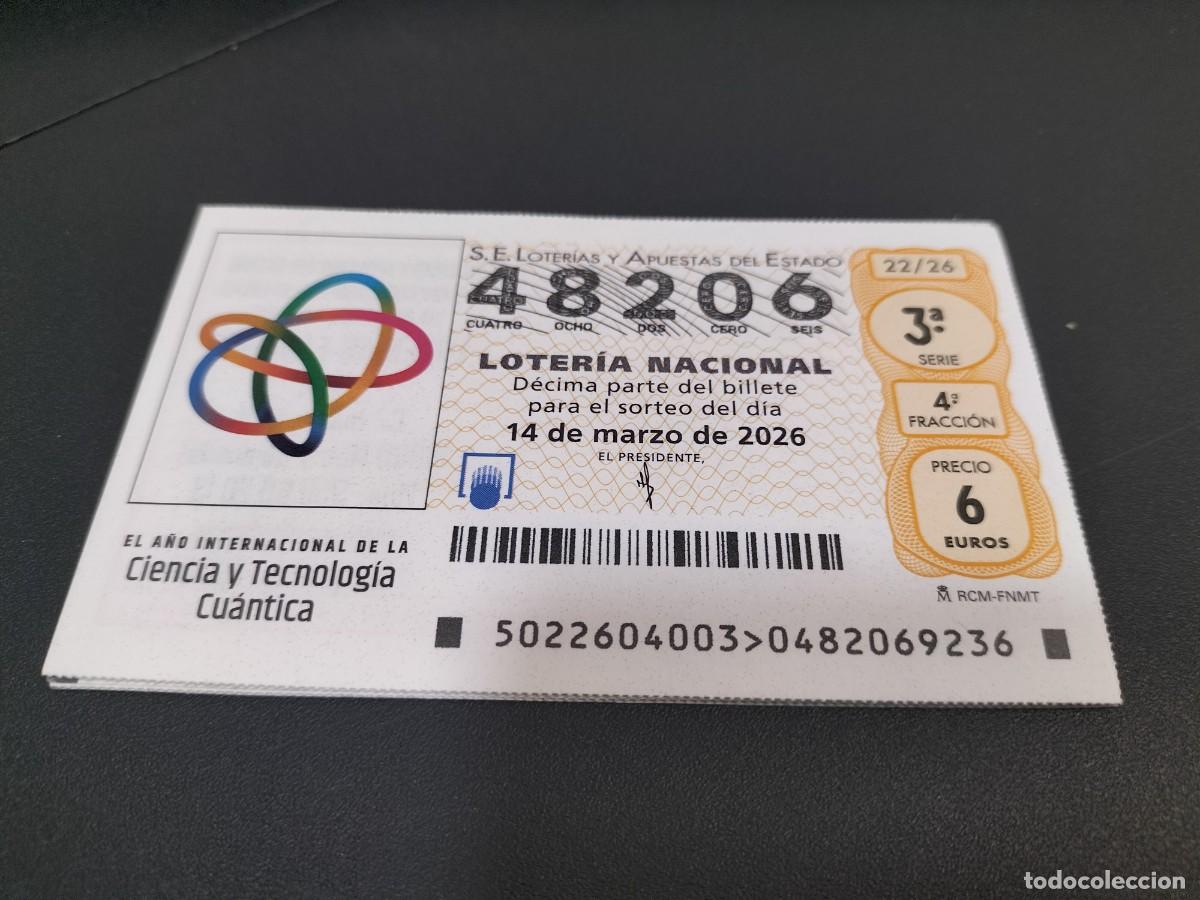 S.E. LOTERÍAS Y APUESTAS DEL ESTADO
48206
CUATRO OCHO DOS CERO SEIS
LOTERÍA NACIONAL
Décima parte del billete
para el sorteo del día
14 de marzo de 2026
EL PRESIDENTE,
22/26
3ª
SERIE
4ª
FRACCIÓN
PRECIO
6
EUROS
RCM-FNMT
EL AÑO INTERNACIONAL DE LA
Ciencia y Tecnología
Cuántica
5022604003>0482069236
todocoleccion